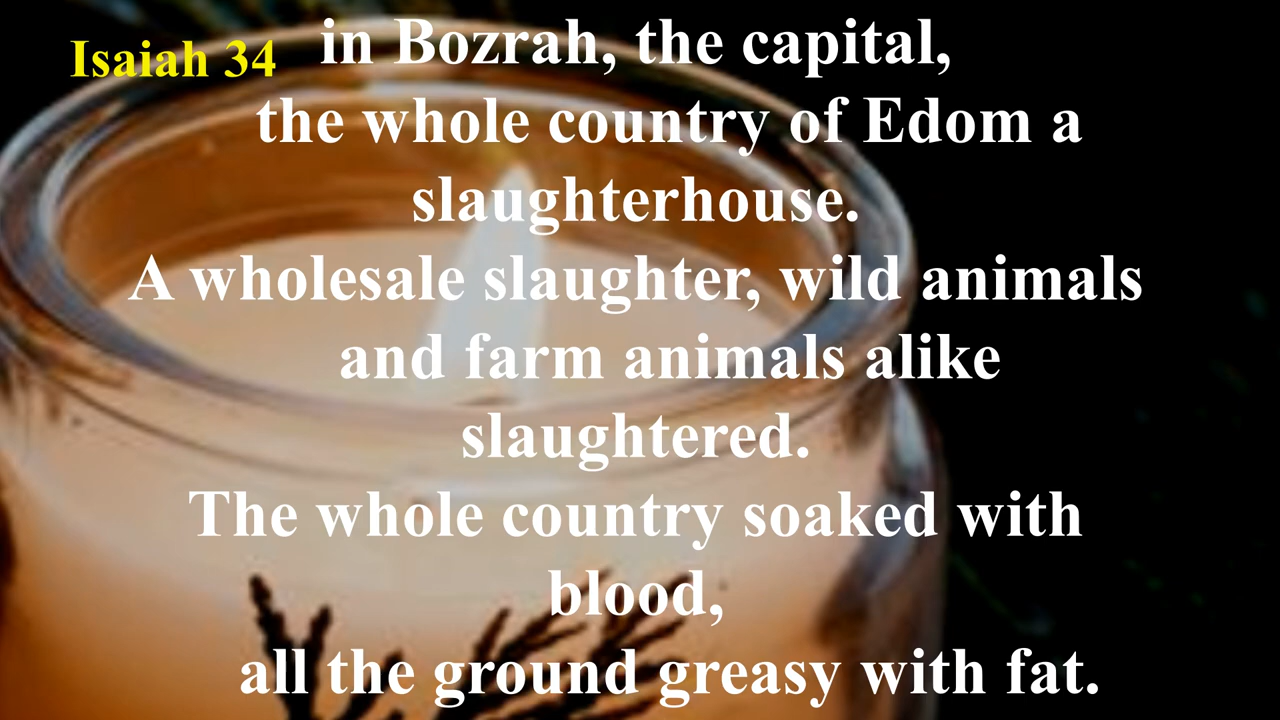 Isaiah 34
in Bozrah, the capital,
the whole country of Edom a
slaughterhouse.
A wholesale slaughter, wild animals
and farm animals alike
slaughtered.
The whole country soaked with
blood,
all the ground greasy with fat.